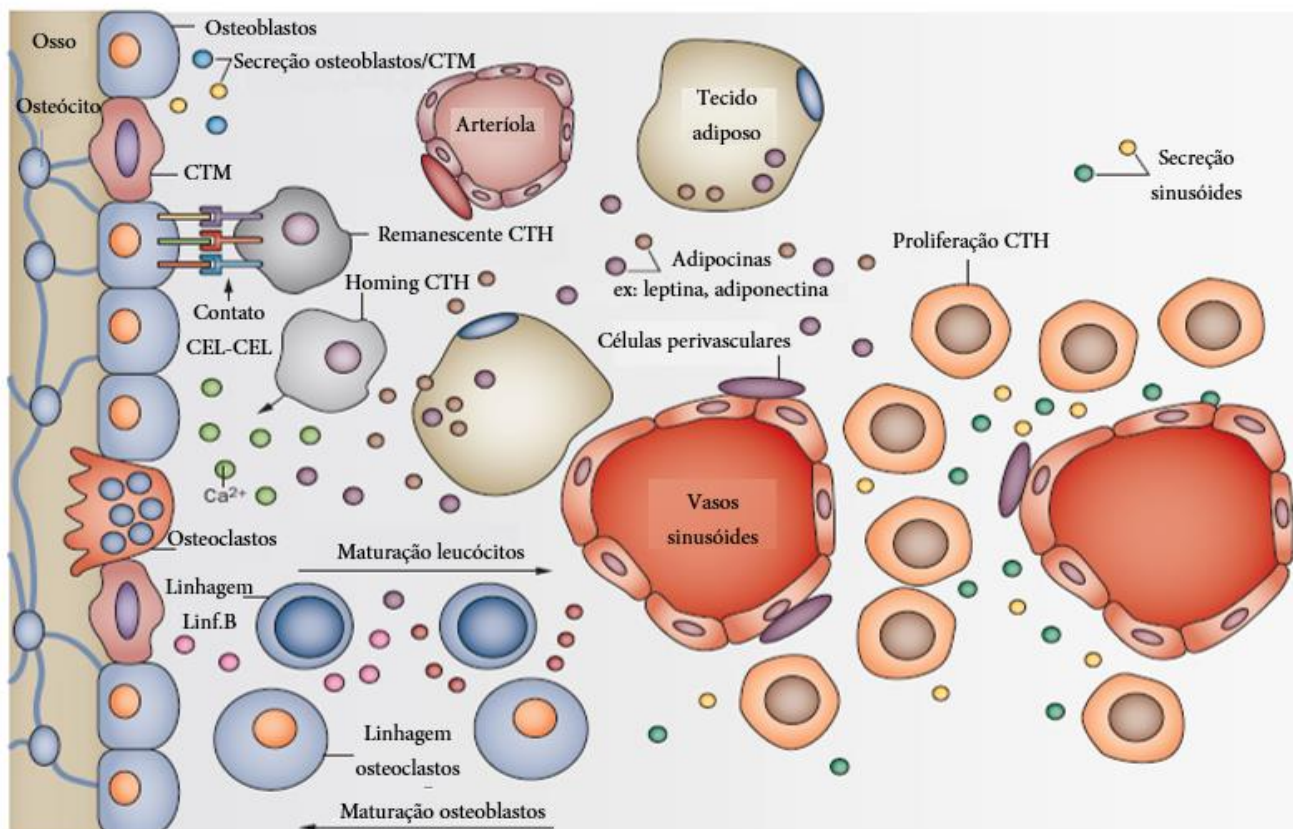 Osteoblastos
Osso
Secreção osteoblastos/CTM
Osteócito
CTM
Arteríola
Tecido
adiposo
Secreção
sinusóides
Remanescente CTH
Adipocinas
ex: leptina, adiponectina
Proliferação CTH
Homing CTH
Contato
CEL-CEL
Células perivasculares
Ca2+
Vasos
sinusóides
Osteoclastos
Maturação leucócitos
Linhagem
Linf.B
Linhagem
osteoclastos
Maturação osteoblastos